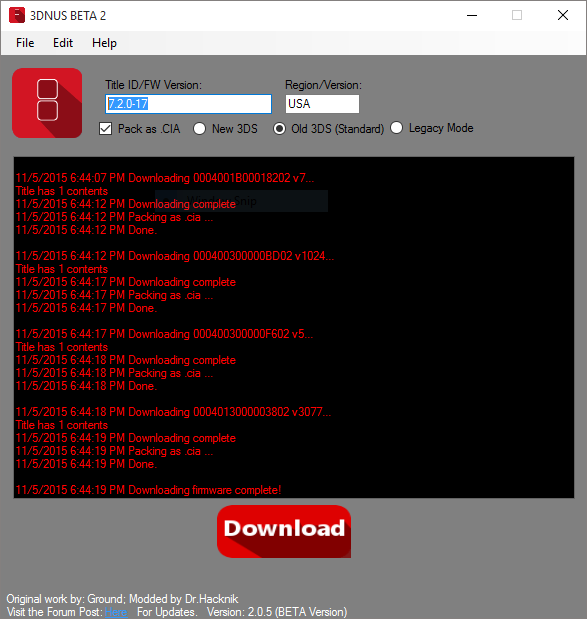 3DNUS BETA 2
File Edit Help
Title ID/FW Version: Region/Version:
7.2.0-17 USA
Pack as .CIA New 3DS Old 3DS (Standard) Legacy Mode
11/5/2015 6:44:07 PM Downloading 0004001B00018202 v7...
Title has 1 contents
11/5/2015 6:44:12 PM Downloading complete
Snip
11/5/2015 6:44:12 PM Packing as .cia ...
11/5/2015 6:44:12 PM Done.
11/5/2015 6:44:12 PM Downloading 000400300000BD02 v1024...
Title has 1 contents
11/5/2015 6:44:17 PM Downloading complete
11/5/2015 6:44:17 PM Packing as .cia ...
11/5/2015 6:44:17 PM Done.
11/5/2015 6:44:17 PM Downloading 000400300000F602 v5...
Title has 1 contents
11/5/2015 6:44:18 PM Downloading complete
11/5/2015 6:44:18 PM Packing as .cia ...
11/5/2015 6:44:18 PM Done.
11/5/2015 6:44:18 PM Downloading 0004013000003802 v3077...
Title has 1 contents
11/5/2015 6:44:19 PM Downloading complete
11/5/2015 6:44:19 PM Packing as .cia ...
11/5/2015 6:44:19 PM Done.
11/5/2015 6:44:19 PM Downloading firmware complete!
Download
Original work by: Ground; Modded by Dr.Hacknik
Visit the Forum Post: Here For Updates. Version: 2.0.5 (BETA Version)